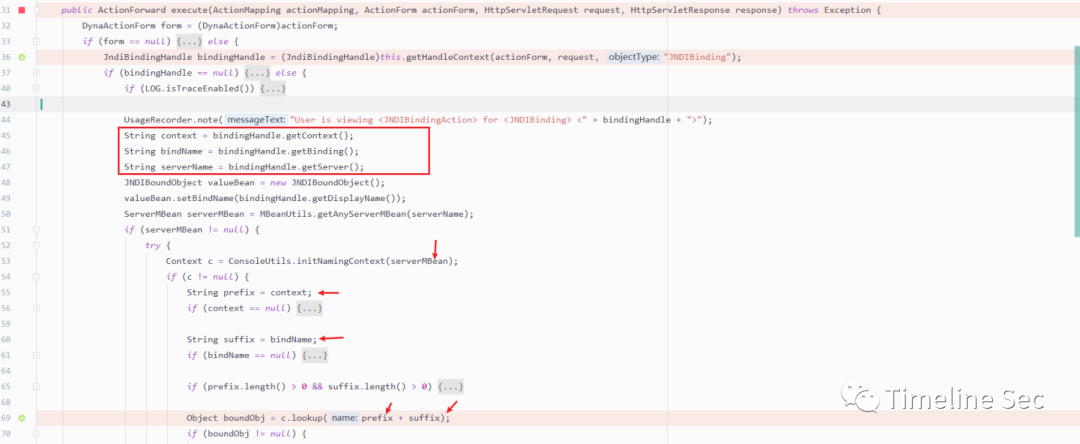 31 public ActionForward execute(ActionMapping actionMapping, ActionForm actionForm, HttpServletRequest request, HttpServletResponse response) throws Exception {
32 DynaActionForm form = (DynaActionForm)actionForm;
33 if (form == null) {...} else {
36 JndiBindingHandle bindingHandle = (JndiBindingHandle)this.getHandleContext(actionForm, request, objectType: "JNDIBinding");
37 if (bindingHandle == null) {...} else {
40 if (LOG.isTraceEnabled()) {...}
43
44 UsageRecorder.note( messageText: "User is viewing <JNDIBindingAction> for <JNDIBinding> <" + bindingHandle + ">");
45 String context = bindingHandle.getContext();
46 String bindName = bindingHandle.getBinding();
47 String serverName = bindingHandle.getServer();
48 JNDIBoundObject valueBean = new JNDIBoundObject();
49 valueBean.setBindName(bindingHandle.getDisplayName());
50 ServerMBean serverMBean = MBeanUtils.getAnyServerMBean(serverName);
51 if (serverMBean != null) {
52 try {
53 Context c = ConsoleUtils.initNamingContext(serverMBean);
54 if (c != null) {
55 String prefix = context;
56 if (context == null) {...}
59
60 String suffix = bindName;
61 if (bindName == null) {...}
64
65 if (prefix.length() > 0 && suffix.length() > 0) {...}
68
69 Object boundObj = c.lookup( name: prefix + suffix);
70 if (boundObj != null) {
Timeline Sec